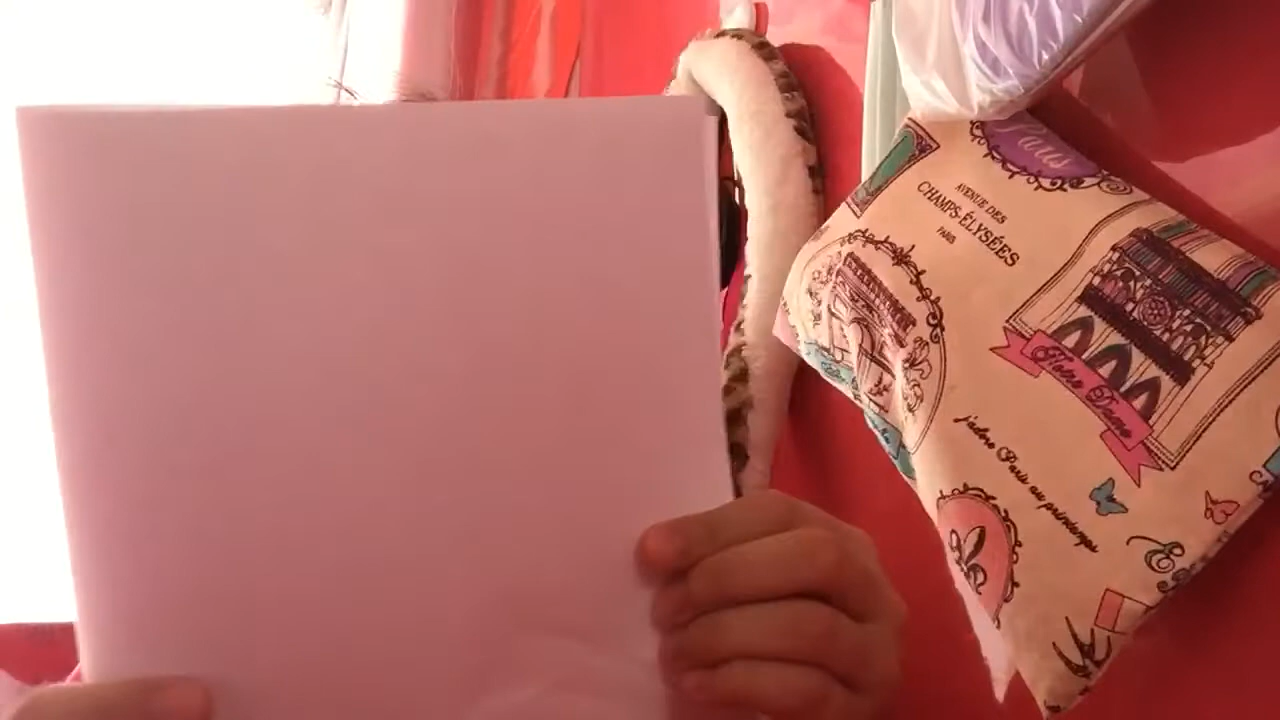 Paris
AVENUE DES
CHAMPS-ÉLYSÉES
PARIS
Notre Dame
j'adore Paris au printemps